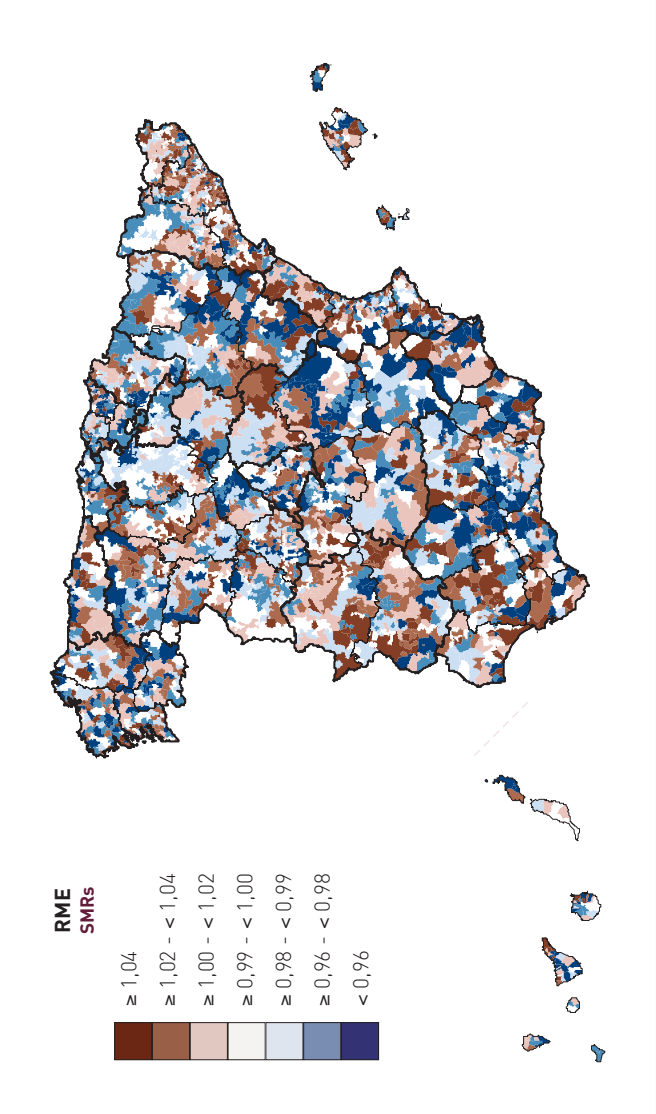 RME
SMRs
≥ 1,04
≥ 1,02 - < 1,04
≥ 1,00 - < 1,02
≥ 0,99 - < 1,00
≥ 0,98 - < 0,99
≥ 0,96 - < 0,98
< 0,96